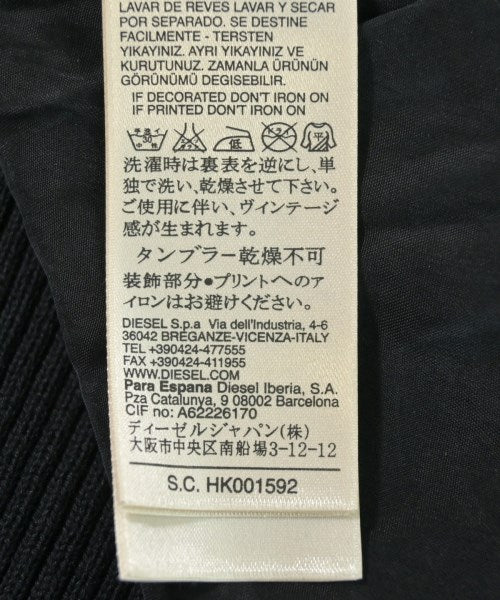 LAVAR DE REVES LAVAR Y SECAR
POR SEPARADO. SE DESTINE
FACILMENTE - TERSTEN
YIKAYINIZ. AYRI YIKAYINIZ VE
KURUTUNUZ. ZAMANLA ÜRÜNÜN
GÖRÜNÜMÜ DEGISEBILIR.
IF DECORATED DON'T IRON ON
IF PRINTED DON'T IRON ON
洗濯時は裏表を逆にし、単
独で洗い、乾燥させて下さい。
ご使用に伴い、ヴィンテージ
感が生まれます。
タンブラー乾燥不可
装飾部分●プリントへのア
イロンはお避けください。
DIESEL S.p.a Via dell'Industria, 4-6
36042 BREGANZE-VICENZA-ITALY
TEL +390424-477555
FAX +390424-411955
WWW.DIESEL.COM
Para Espana Diesel Iberia, S.A.
Pza Catalunya, 9 08002 Barcelona
CIF no: A62226170
ディーゼルジャパン(株)
大阪市中央区南船場3-12-12
S.C. HK001592